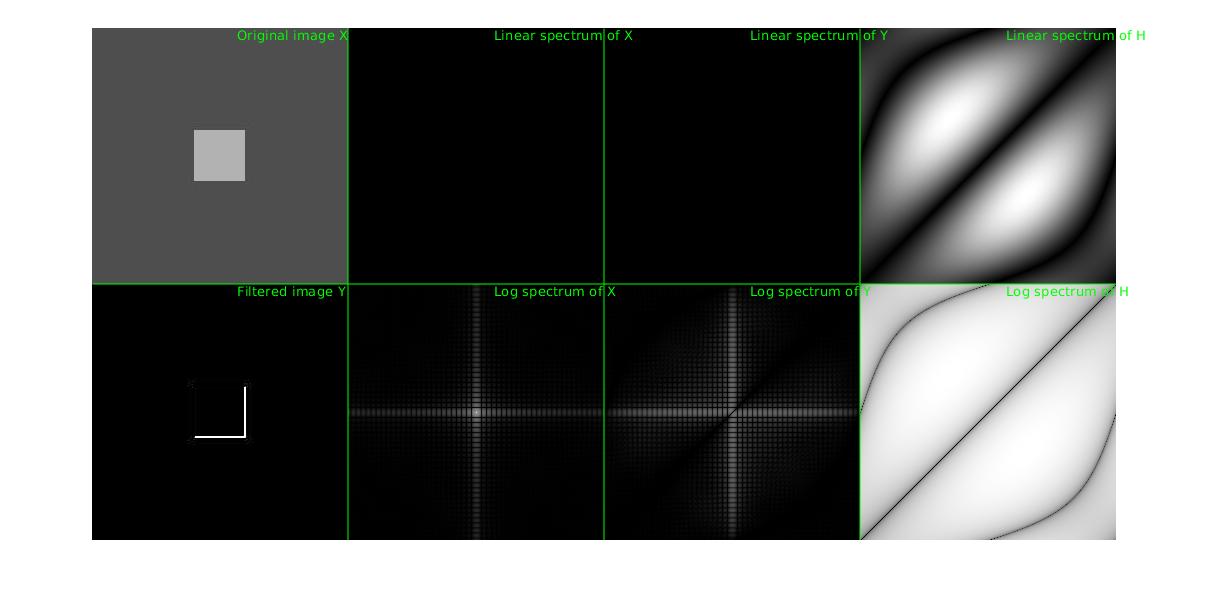 Original image X
Linear spectrum of X
Linear spectrum of Y
Linear spectrum of H
Filtered image Y
Log spectrum of X
Log spectrum of Y
Log spectrum of H